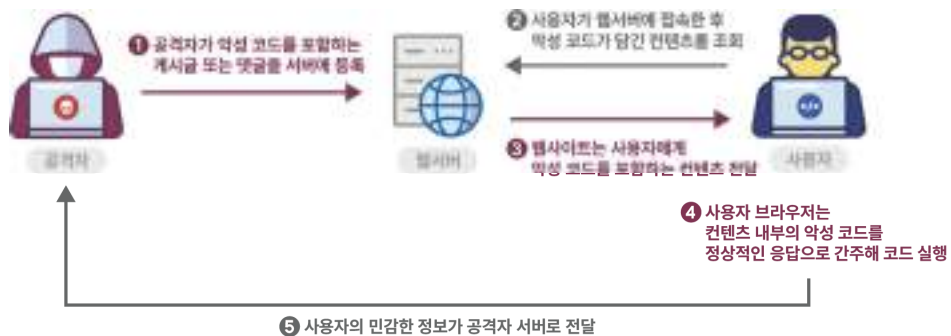 ① 공격자가 악성 코드를 포함하는
게시글 또는 댓글을 서버에 등록
② 사용자가 웹서버에 접속한 후
악성 코드가 담긴 컨텐츠를 조회
③ 웹사이트는 사용자에게
악성 코드를 포함하는 컨텐츠 전달
공격자
웹서버
사용자
④ 사용자 브라우저는
컨텐츠 내부의 악성 코드를
정상적인 응답으로 간주해 코드 실행
⑤ 사용자의 민감한 정보가 공격자 서버로 전달